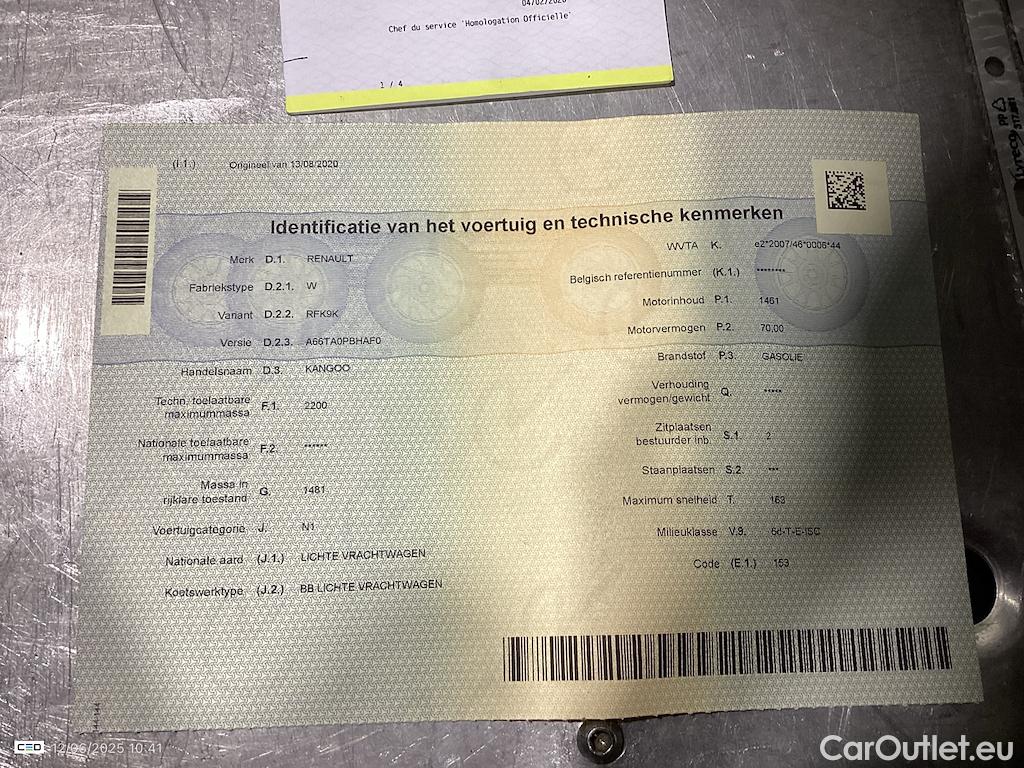 04/02/2020
Chef du service 'Homologation Officielle'
1 / 4
(I.1.) Origineel van 13/08/2020
Identificatie van het voertuig en technische kenmerken
Merk D.1. RENAULT
Fabriekstype D.2.1. W
Variant D.2.2. RFK9K
Versie D.2.3. A66TA0PBHAF0
Handelsnaam D.3. KANGOO
Techn. toelaatbare
maximummassa F.1. 2200
Nationale toelaatbare
maximummassa F.2. ******
Massa in
rijklare toestand G. 1481
Voertuigcategorie J. N1
Nationale aard (J.1.) LICHTE VRACHTWAGEN
Koetswerktype (J.2.) BB LICHTE VRACHTWAGEN
WVTA K. e2*2007/46*0006*44
Belgisch referentienummer (K.1.) ********
Motorinhoud P.1. 1461
Motorvermogen P.2. 70,00
Brandstof P.3. GASOLIE
Verhouding
vermogen/gewicht Q. *****
Zitplaatsen
bestuurder inb. S.1. 2
Staanplaatsen S.2. ***
Maximum snelheid T. 163
Milieuklasse V.9. 6d-T-E-ISC
Code (E.1.) 153
CEO 12/06/2025 10:41
CarOutlet.eu